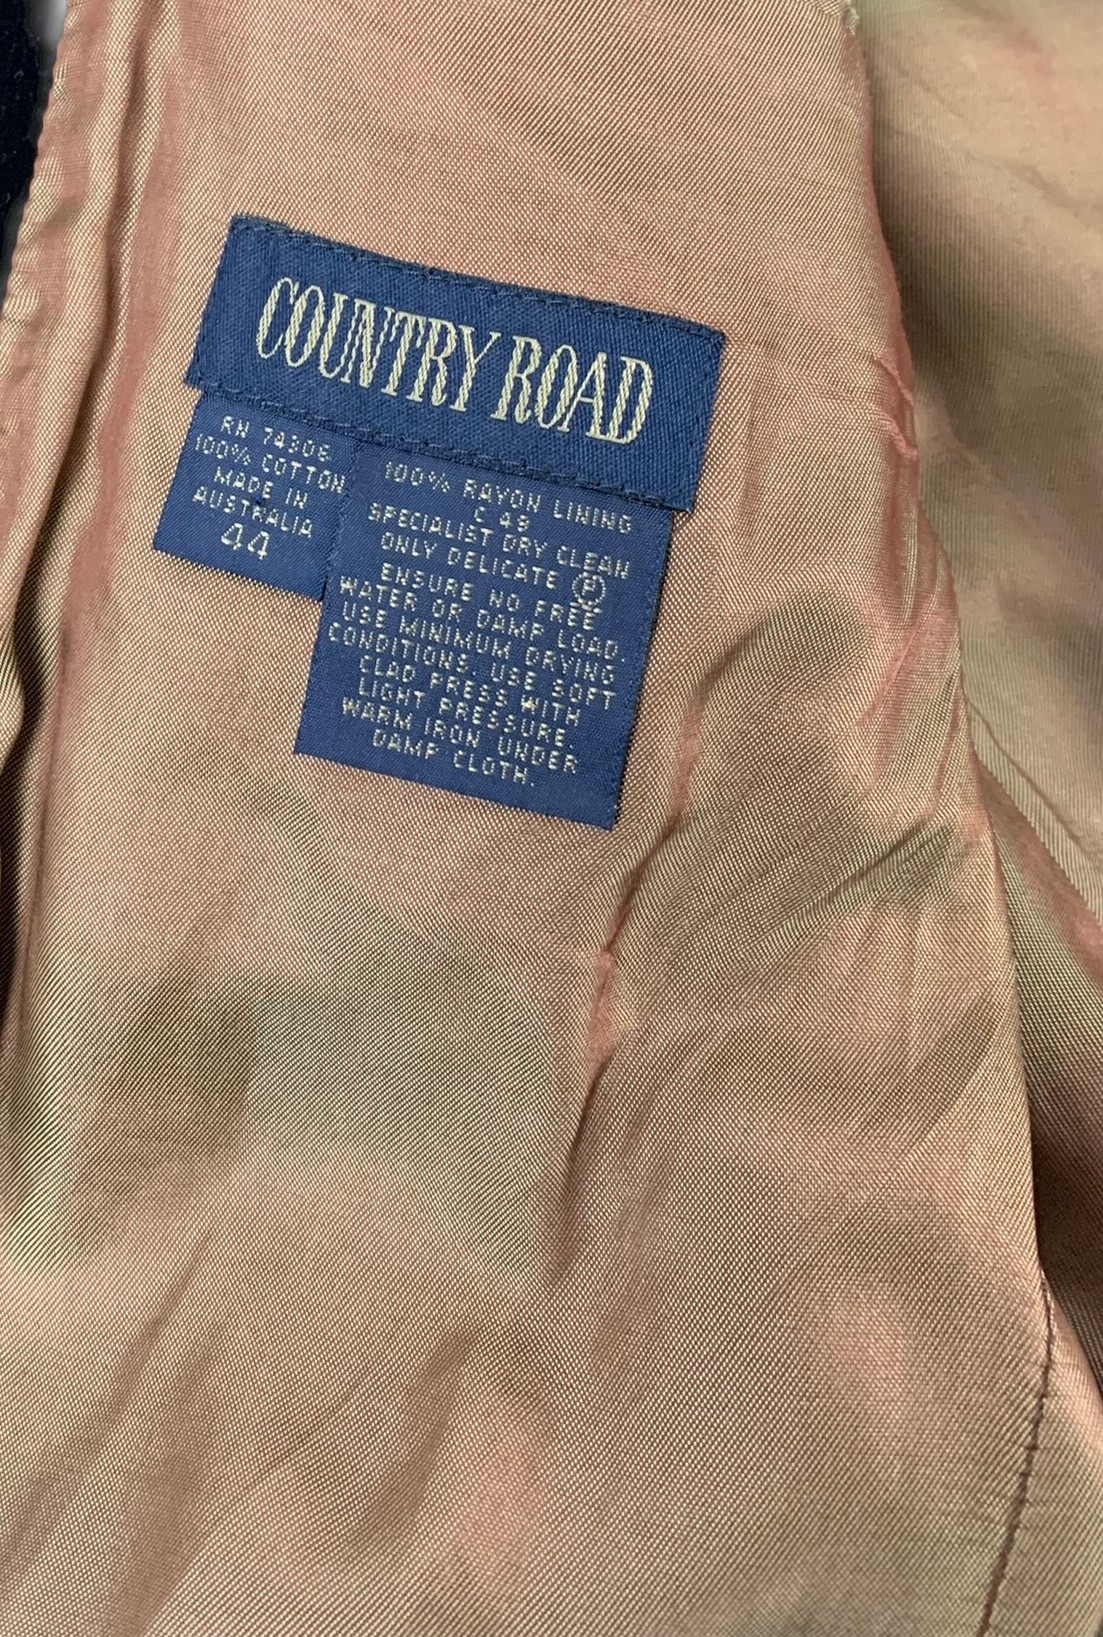 COUNTRY ROAD
RN 74306
100% COTTON
MADE IN
AUSTRALIA
44
100% RAYON LINING
C 49
SPECIALIST DRY CLEAN
ONLY DELICATE Ⓟ
ENSURE NO FREE
WATER OR DAMP LOAD.
USE MINIMUM DRYING
CONDITIONS. USE SOFT
CLAD PRESS WITH
LIGHT PRESSURE.
WARM IRON UNDER
DAMP CLOTH.